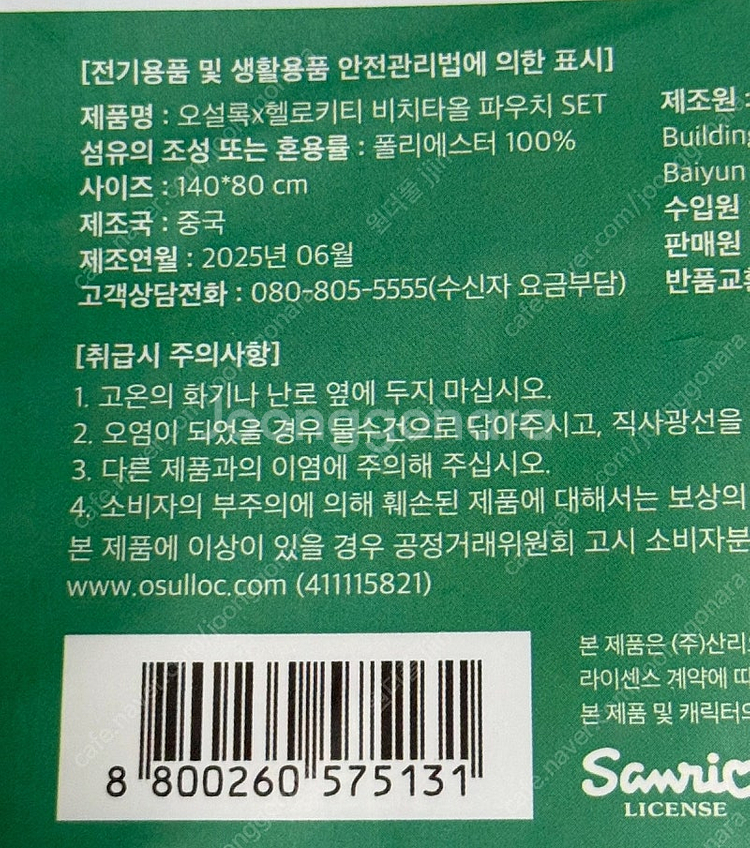 [전기용품 및 생활용품 안전관리법에 의한 표시]
제품명 : 오설록x헬로키티 비치타올 파우치 SET
섬유의 조성 또는 혼용률 : 폴리에스터 100%
사이즈 : 140*80 cm
제조국 : 중국
제조연월 : 2025년 06월
고객상담전화 : 080-805-5555(수신자 요금부담)
제조원 :
Building
Baiyun
수입원
판매원
반품교환
[취급시 주의사항]
1. 고온의 화기나 난로 옆에 두지 마십시오.
2. 오염이 되었을 경우 물수건으로 닦아주시고, 직사광선을
3. 다른 제품과의 이염에 주의해 주십시오.
4. 소비자의 부주의에 의해 훼손된 제품에 대해서는 보상의
본 제품에 이상이 있을 경우 공정거래위원회 고시 소비자분
www.osulloc.com (411115821)
8 800260 575131
본 제품은 (주)산리
라이센스 계약에 따
본 제품 및 캐릭터의
Sanrio
LICENSE
Joonggonara